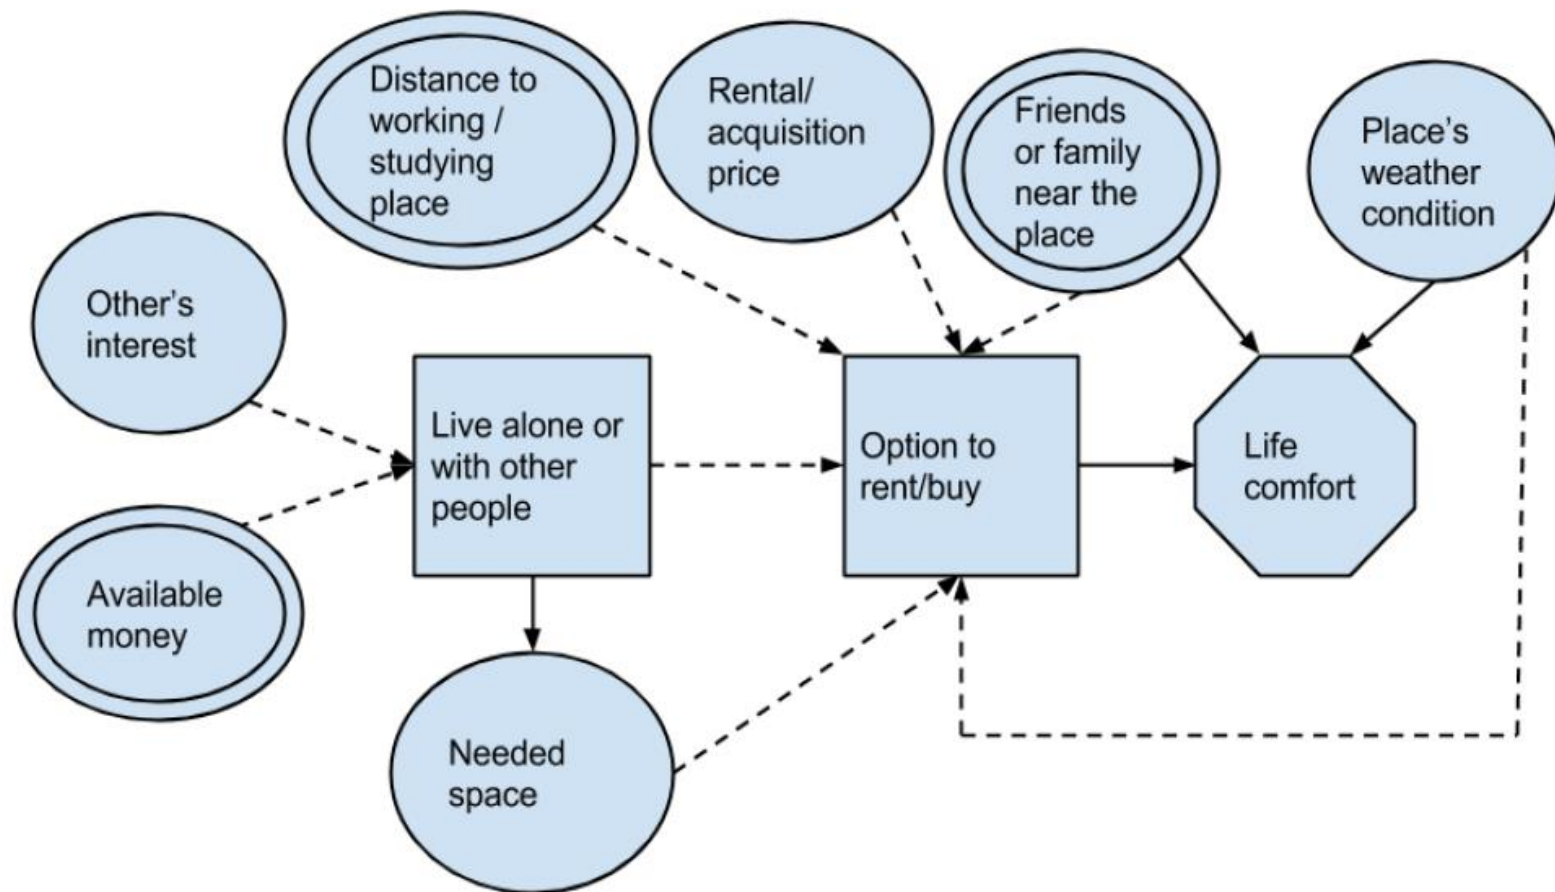 Distance to
working /
studying
place
Rental/
acquisition
price
Friends
or family
near the
place
Place's
weather
condition
Other's
interest
Live alone or
with other
people
Option to
rent/buy
Life
comfort
Available
money
Needed
space